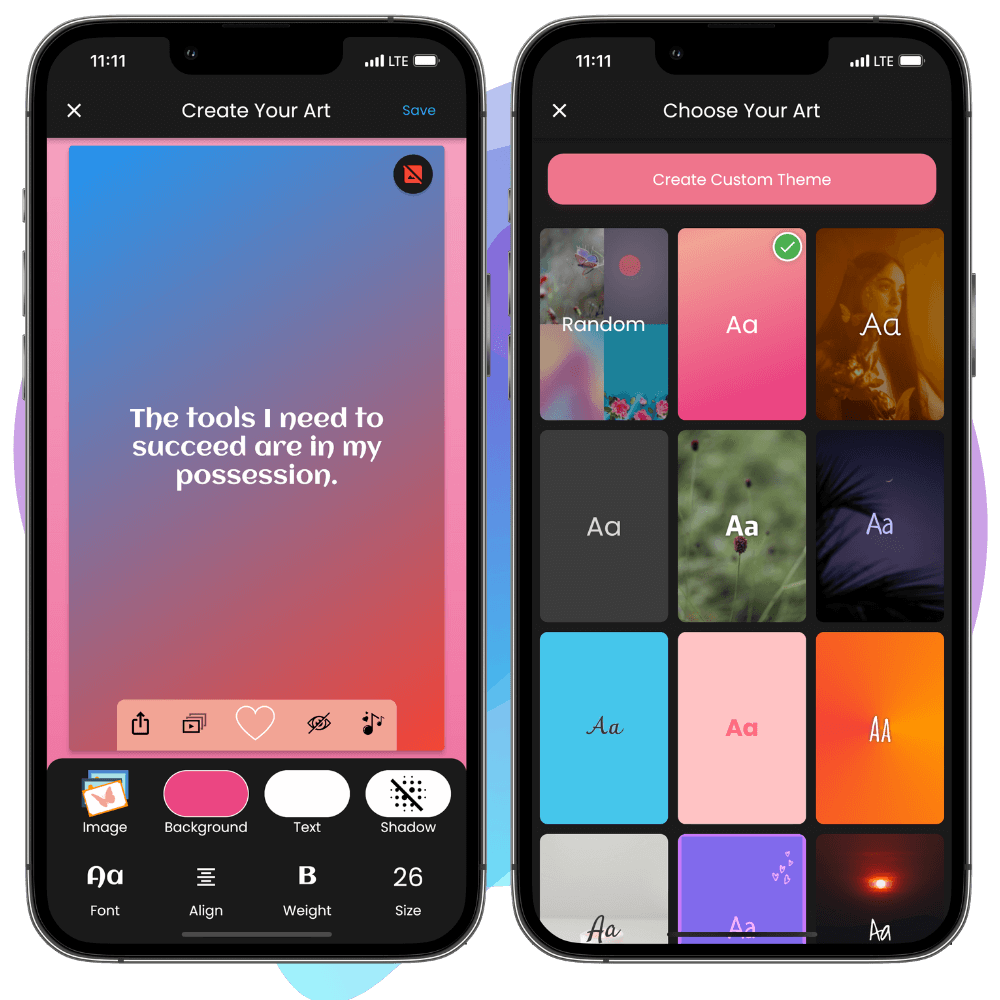 11:11
LTE
Create Your Art
Save
The tools I need to
succeed are in my
possession.
Image
Background
Text
Shadow
Aa
B
26
Font
Align
Weight
Size
11:11
LTE
Choose Your Art
Create Custom Theme
Random
Aa
Aa
Aa
Aa
Aa
Aa
Aa
AA
Aa
Aa
Aa